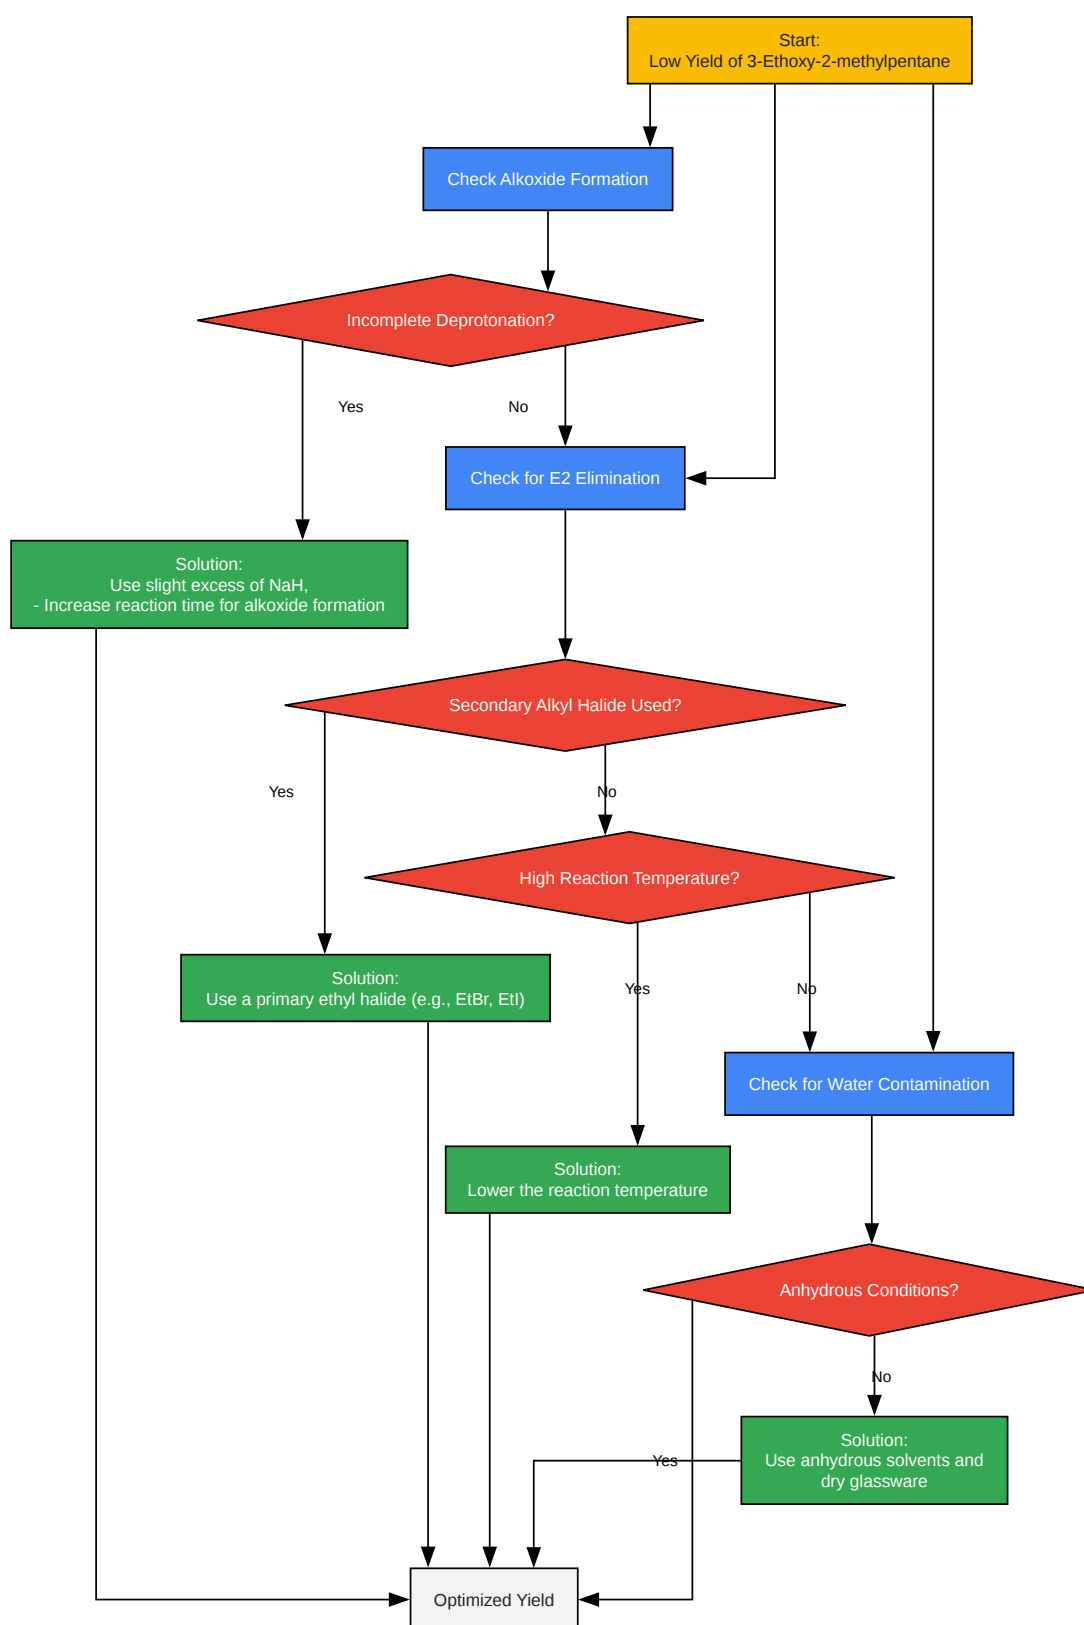 Start:
Low Yield of 3-Ethoxy-2-methylpentane
Check Alkoxide Formation
Incomplete Deprotonation?
Yes
No
Check for E2 Elimination
Solution:
Use slight excess of NaH,
- Increase reaction time for alkoxide formation
Secondary Alkyl Halide Used?
Yes
No
High Reaction Temperature?
Solution:
Use a primary ethyl halide (e.g., EtBr, EtI)
Yes
No
Check for Water Contamination
Solution:
Lower the reaction temperature
Anhydrous Conditions?
No
Solution:
Use anhydrous solvents and
dry glassware
Yes
Optimized Yield